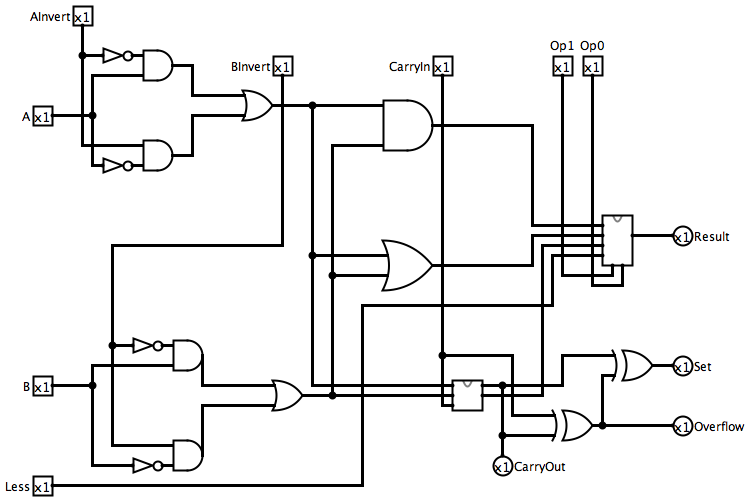 AInvert x1
Op1 Op0
BInvert x1
CarryIn x1
x1 x1
A x1
x1 Result
x1 Set
B x1
x1 Overflow
x1 CarryOut
Less x1